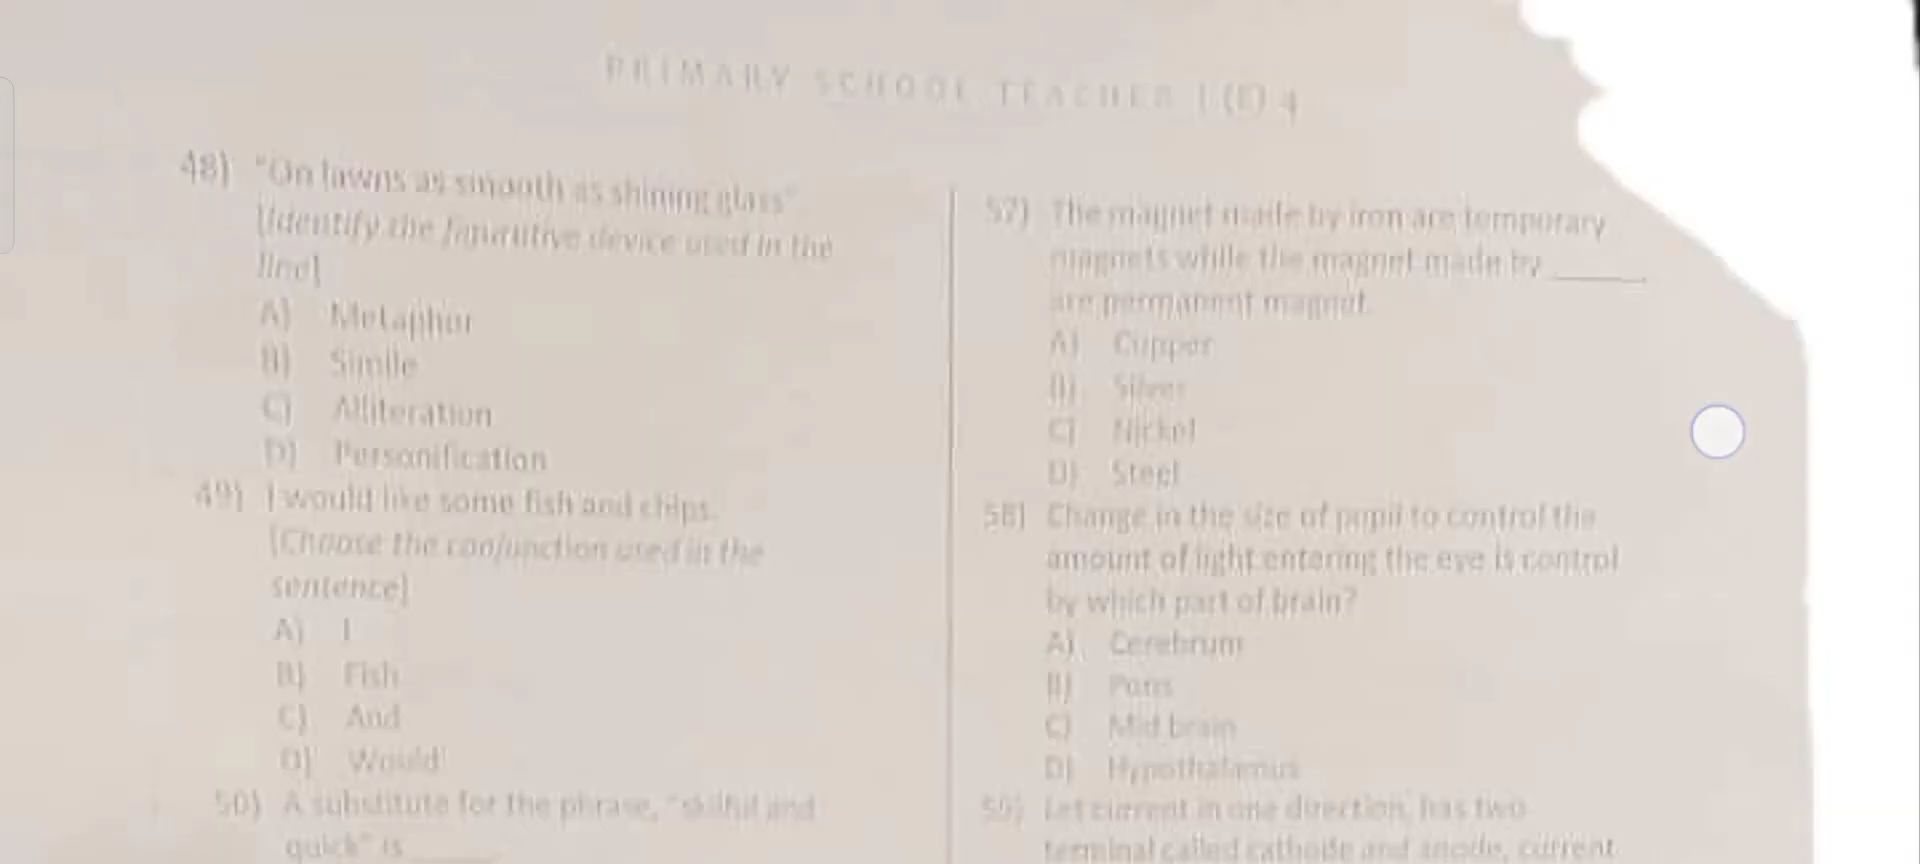 PRIMARY SCHOOL TEACHER I (E) 4
48) "On lawns as smooth as shining glass"
[Identify the figurative device used in the
line]
A) Metaphor
B) Simile
C) Alliteration
D) Personification
49) I would like some fish and chips.
[Choose the conjunction used in the
sentence]
A) I
B) Fish
C) And
D) Would
50) A substitute for the phrase, "skilful and
quick" is ______
57) The magnet made by iron are temporary
magnets while the magnet made by ______
are permanent magnet.
A) Copper
B) Silver
C) Nickel
D) Steel
58) Change in the size of pupil to control the
amount of light entering the eye is control
by which part of brain?
A) Cerebrum
B) Pons
C) Mid brain
D) Hypothalamus
59) Let current in one direction, has two
terminal called cathode and anode, current